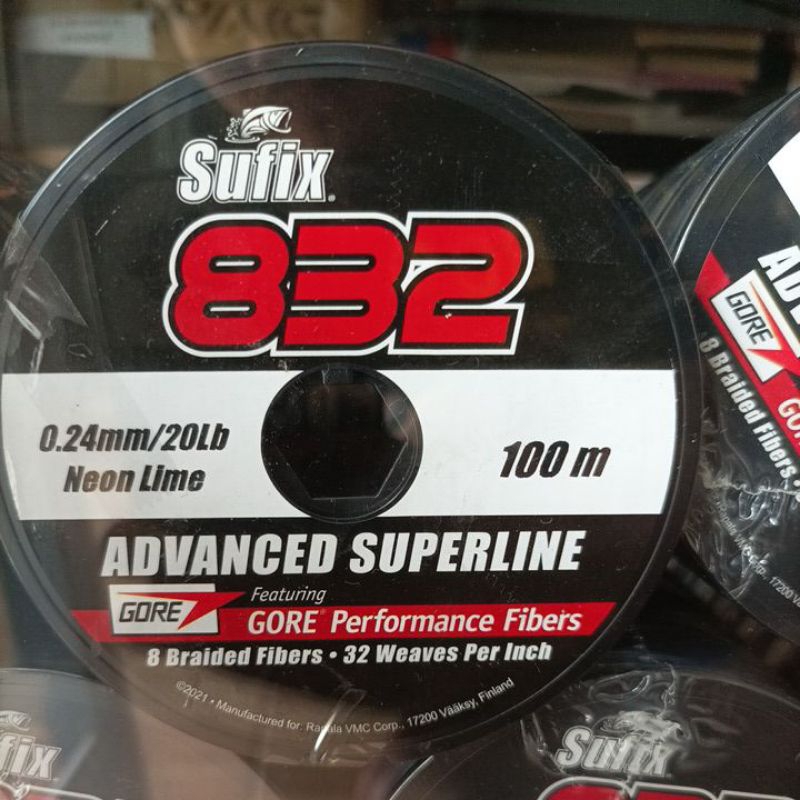 Sufix
832
0.24mm/20Lb
Neon Lime
100 m
ADVANCED SUPERLINE
GORE
Featuring
GORE® Performance Fibers
8 Braided Fibers • 32 Weaves Per Inch
©2021 • Manufactured for: Rapala VMC Corp., 17200 Vääksy, Finland
GORE
8 Braided Fibers •
Sufix